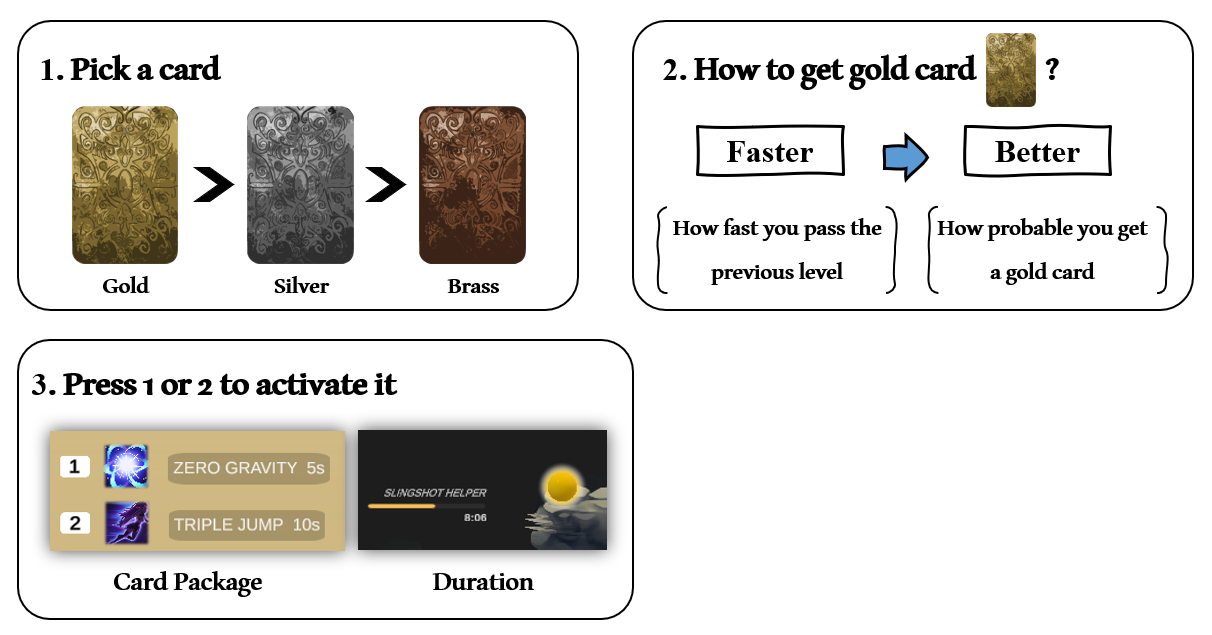 1. Pick a card
Gold
Silver
Brass
2. How to get gold card ?
Faster
Better
How fast you pass the
previous level
How probable you get
a gold card
3. Press 1 or 2 to activate it
1 ZERO GRAVITY 5s
2 TRIPLE JUMP 10s
SLINGSHOT HELPER
8:06
Card Package
Duration